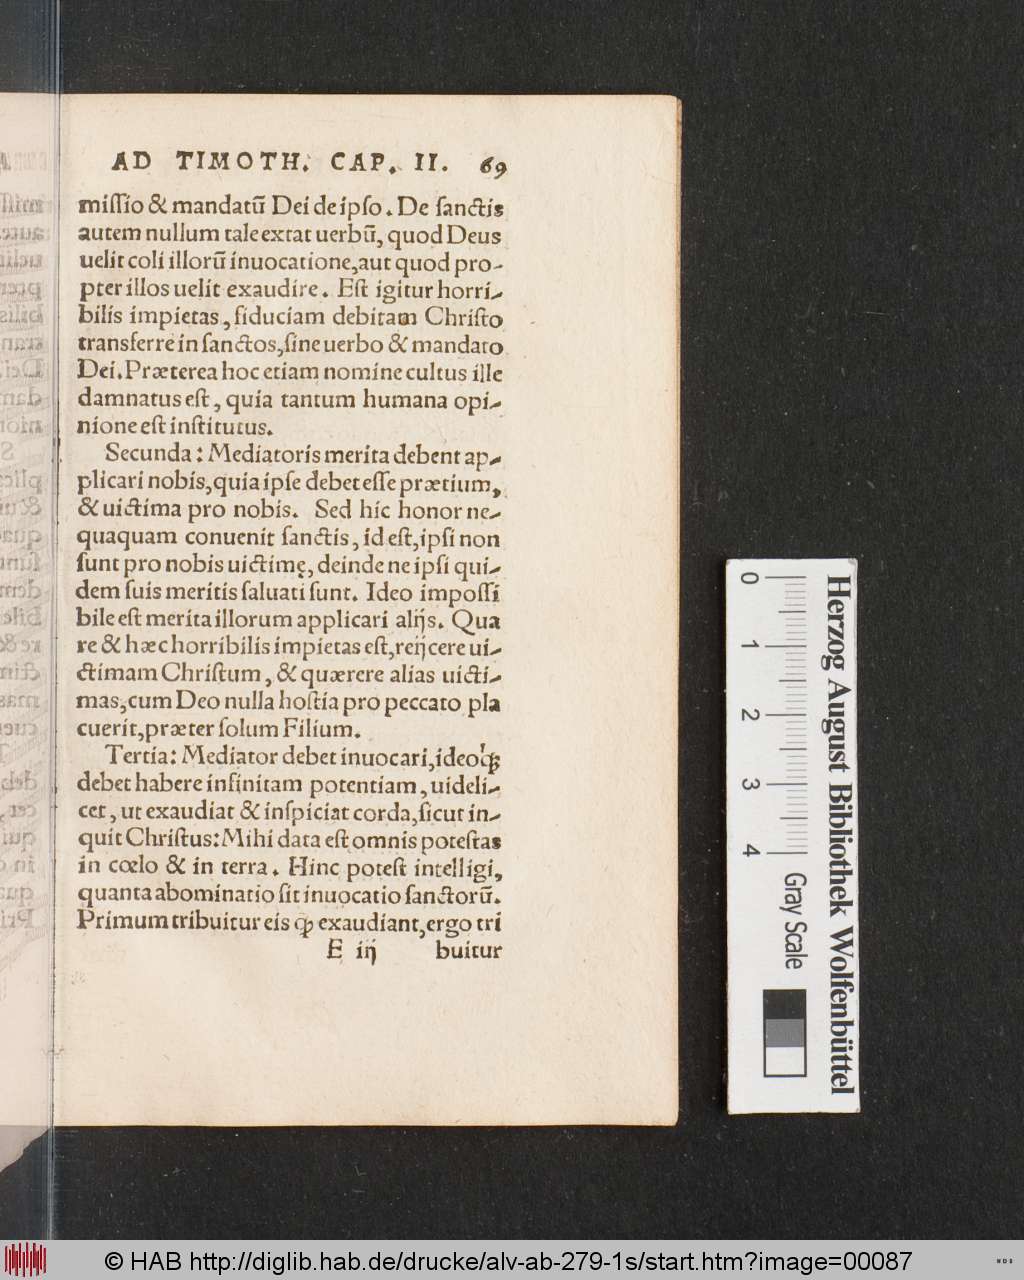 AD TIMOTH. CAP. II. 69
miſſio & mandatū Dei de ipſo. De ſanctis
autem nullum tale extat uerbū, quod Deus
uelit coli illorū inuocatione, aut quod pro-
pter illos uelit exaudire. Eſt igitur horri-
bilis impietas, fiduciam debitam Chriſto
transferre in ſanctos, ſine uerbo & mandato
Dei. Præterea hoc etiam nomine cultus ille
damnatus eſt, quia tantum humana opi-
nione eſt inſtitutus.
Secunda: Mediatoris merita debent ap-
plicari nobis, quia ipſe debet eſſe prætium,
& uictima pro nobis. Sed hic honor ne-
quaquam conuenit ſanctis, id eſt, ipſi non
ſunt pro nobis uictimę, deinde ne ipſi qui-
dem ſuis meritis ſaluati ſunt. Ideo impoſſi
bile eſt merita illorum applicari alijs. Qua
re & hæc horribilis impietas eſt, reijcere ui-
ctimam Chriſtum, & quærere alias uicti-
mas, cum Deo nulla hoſtia pro peccato pla
cuerit, præter ſolum Filium.
Tertia: Mediator debet inuocari, ideoq́;
debet habere infinitam potentiam, uideli-
cet, ut exaudiat & inſpiciat corda, ſicut in-
quit Chriſtus: Mihi data eſt omnis poteſtas
in cœlo & in terra. Hinc poteſt intelligi,
quanta abominatio ſit inuocatio ſanctorū.
Primum tribuitur eis ꝙ exaudiant, ergo tri
E iij buitur
Herzog August Bibliothek Wolfenbüttel
0 1 2 3 4 Gray Scale
© HAB http://diglib.hab.de/drucke/alv-ab-279-1s/start.htm?image=00087